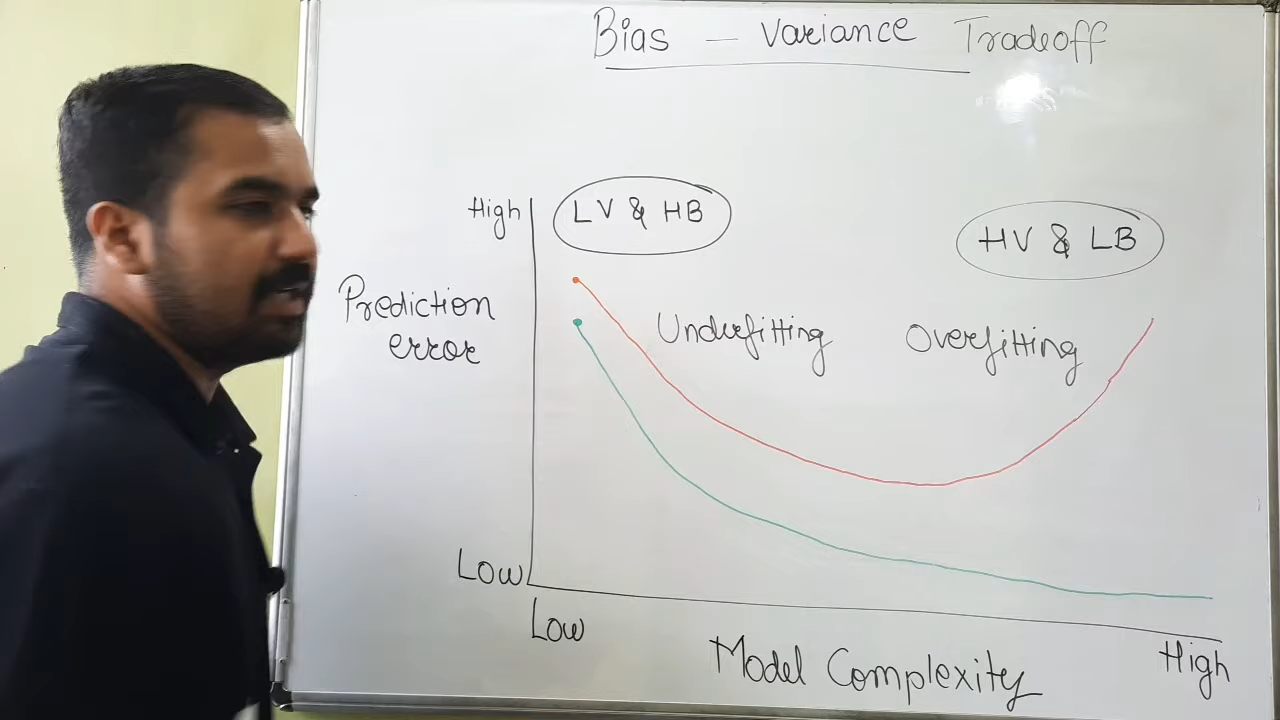 Bias – Variance Tradeoff
High
LV & HB
HV & LB
Prediction
error
Underfitting
Overfitting
Low
Low
Model Complexity
High